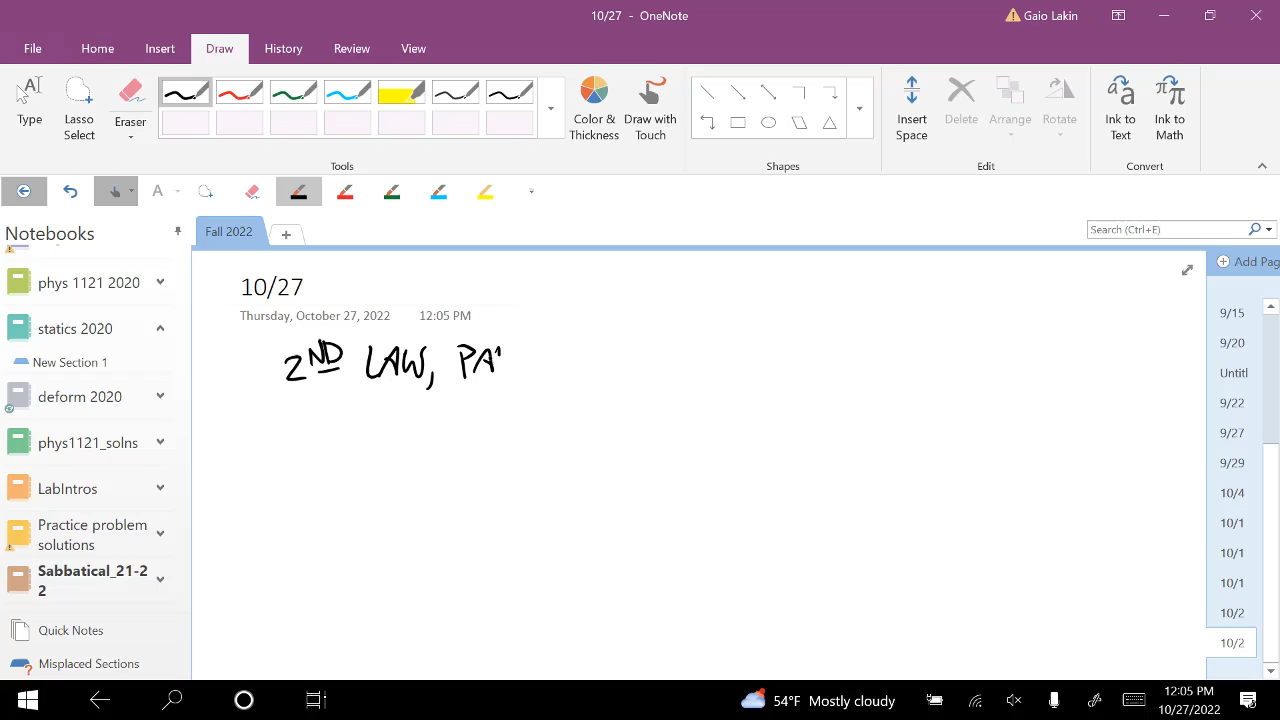 10/27 - OneNote
Gaio Lakin
File Home Insert Draw History Review View
Type
Lasso Select
Eraser
Color & Thickness
Draw with Touch
Insert Space
Delete
Arrange
Rotate
Ink to Text
Ink to Math
Tools
Shapes
Edit
Convert
Notebooks
Fall 2022
Search (Ctrl+E)
Add Pag
phys 1121 2020
statics 2020
New Section 1
deform 2020
phys1121_solns
LabIntros
Practice problem
solutions
Sabbatical_21-2
2
Quick Notes
Misplaced Sections
10/27
Thursday, October 27, 2022 12:05 PM
2ND LAW, PA
9/15
9/20
Untitl
9/22
9/27
9/29
10/4
10/1
10/1
10/1
10/2
10/2
54°F Mostly cloudy
12:05 PM
10/27/2022